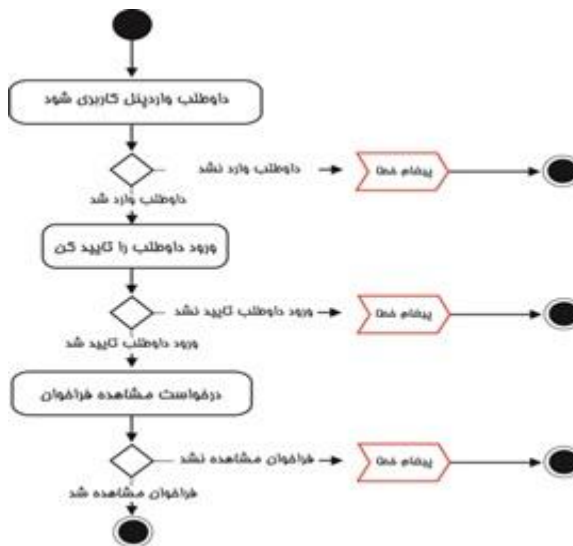 داوطلب واردپنل کاربری شود
داوطلب وارد نشد
پیغام خطا
داوطلب وارد شد
ورود داوطلب را تایید کن
ورود داوطلب تایید نشد
پیغام خطا
ورود داوطلب تایید شد
درخواست مشاهده فراخوان
فراخوان مشاهده نشد
پیغام خطا
فراخوان مشاهده شد